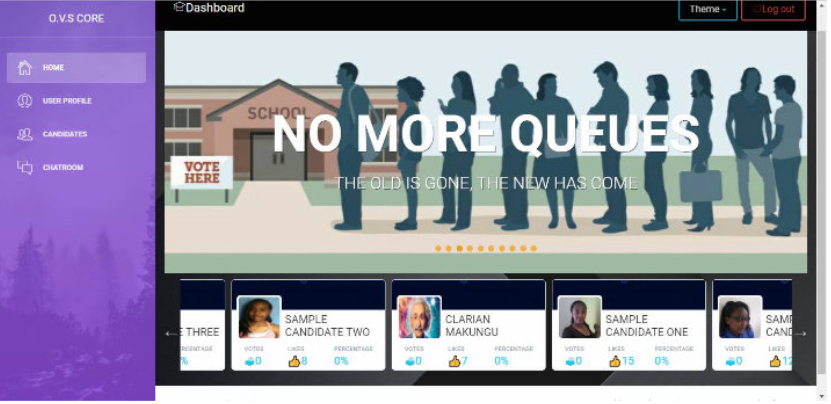 O.V.S CORE
Dashboard
Theme
Log out
HOME
USER PROFILE
CANDIDATES
CHATROOM
SCHOOL
VOTE
HERE
NO MORE QUEUES
THE OLD IS GONE, THE NEW HAS COME
E THREE
RCENTAGE
%
SAMPLE
CANDIDATE TWO
VOTES LIKES PERCENTAGE
0 8 0%
CLARIAN
MAKUNGU
VOTES LIKES PERCENTAGE
0 7 0%
SAMPLE
CANDIDATE ONE
VOTES LIKES PERCENTAGE
0 15 0%
SAMP
CAND
VOTES LIKES
0 12